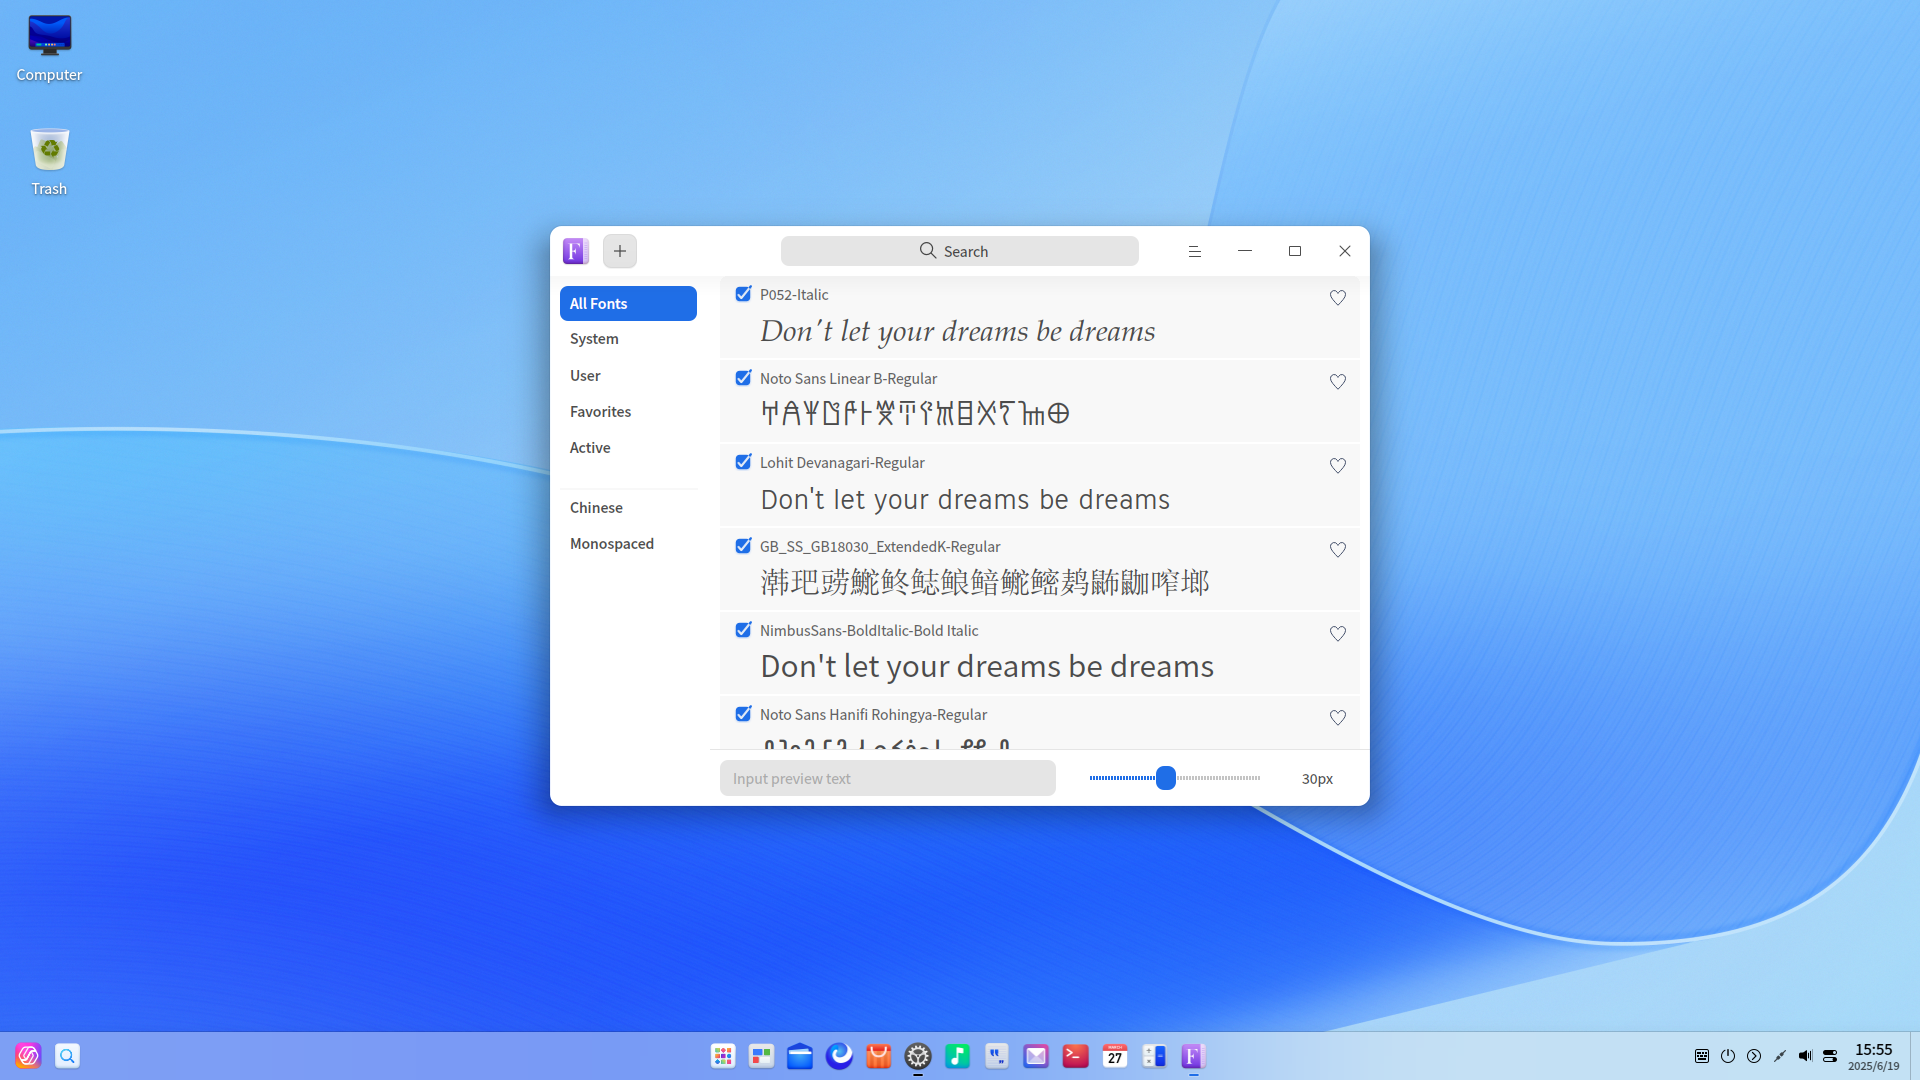 Computer
Trash
Search
All Fonts
System
User
Favorites
Active
Chinese
Monospaced
P052-Italic
Don't let your dreams be dreams
Noto Sans Linear B-Regular
Lohit Devanagari-Regular
Don't let your dreams be dreams
GB_SS_GB18030_ExtendedK-Regular
NimbusSans-BoldItalic-Bold Italic
Don't let your dreams be dreams
Noto Sans Hanifi Rohingya-Regular
Input preview text
30px
MARCH
27
15:55
2025/6/19